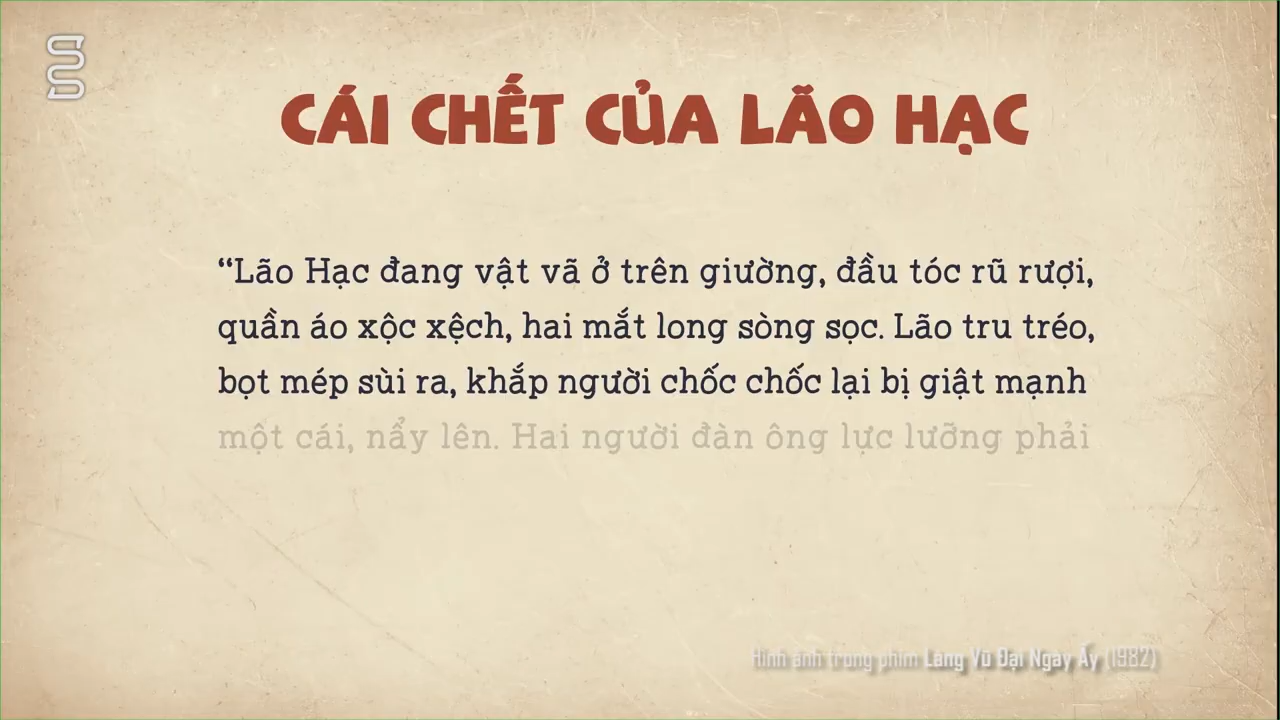 CÁI CHẾT CỦA LÃO HẠC
“Lão Hạc đang vật vã ở trên giường, đầu tóc rũ rượi,
quần áo xộc xệch, hai mắt long sòng sọc. Lão tru tréo,
bọt mép sùi ra, khắp người chốc chốc lại bị giật mạnh
một cái, nẩy lên. Hai người đàn ông lực lưỡng phải
Hình ảnh trong phim Làng Vũ Đại Ngày Ấy (1982)